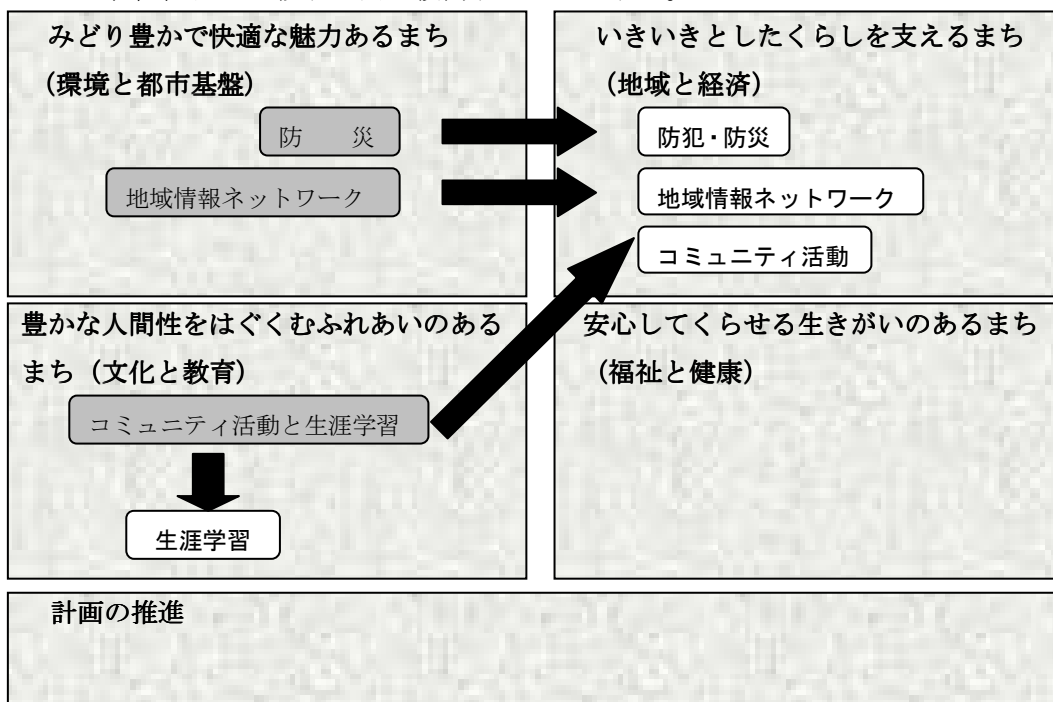 みどり豊かで快適な魅力あるまち
(環境と都市基盤)
防　　災
地域情報ネットワーク
いきいきとしたくらしを支えるまち
(地域と経済)
防犯・防災
地域情報ネットワーク
コミュニティ活動
豊かな人間性をはぐくむふれあいのある
まち（文化と教育）
コミュニティ活動と生涯学習
生涯学習
安心してくらせる生きがいのあるまち
(福祉と健康)
計画の推進